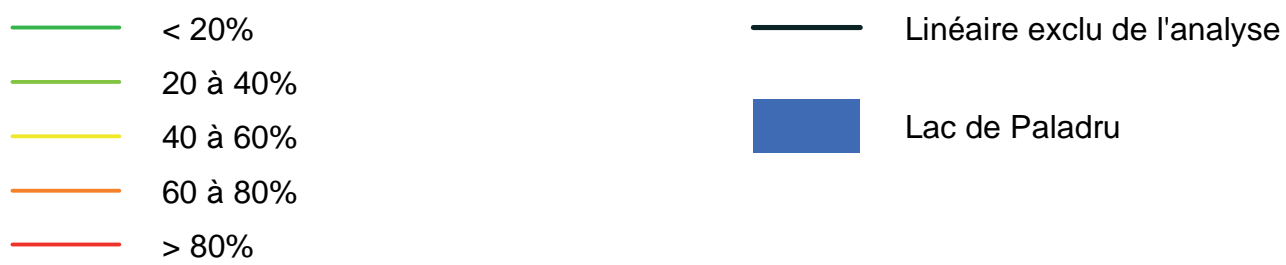 < 20%
20 à 40%
40 à 60%
60 à 80%
> 80%
Linéaire exclu de l'analyse
Lac de Paladru